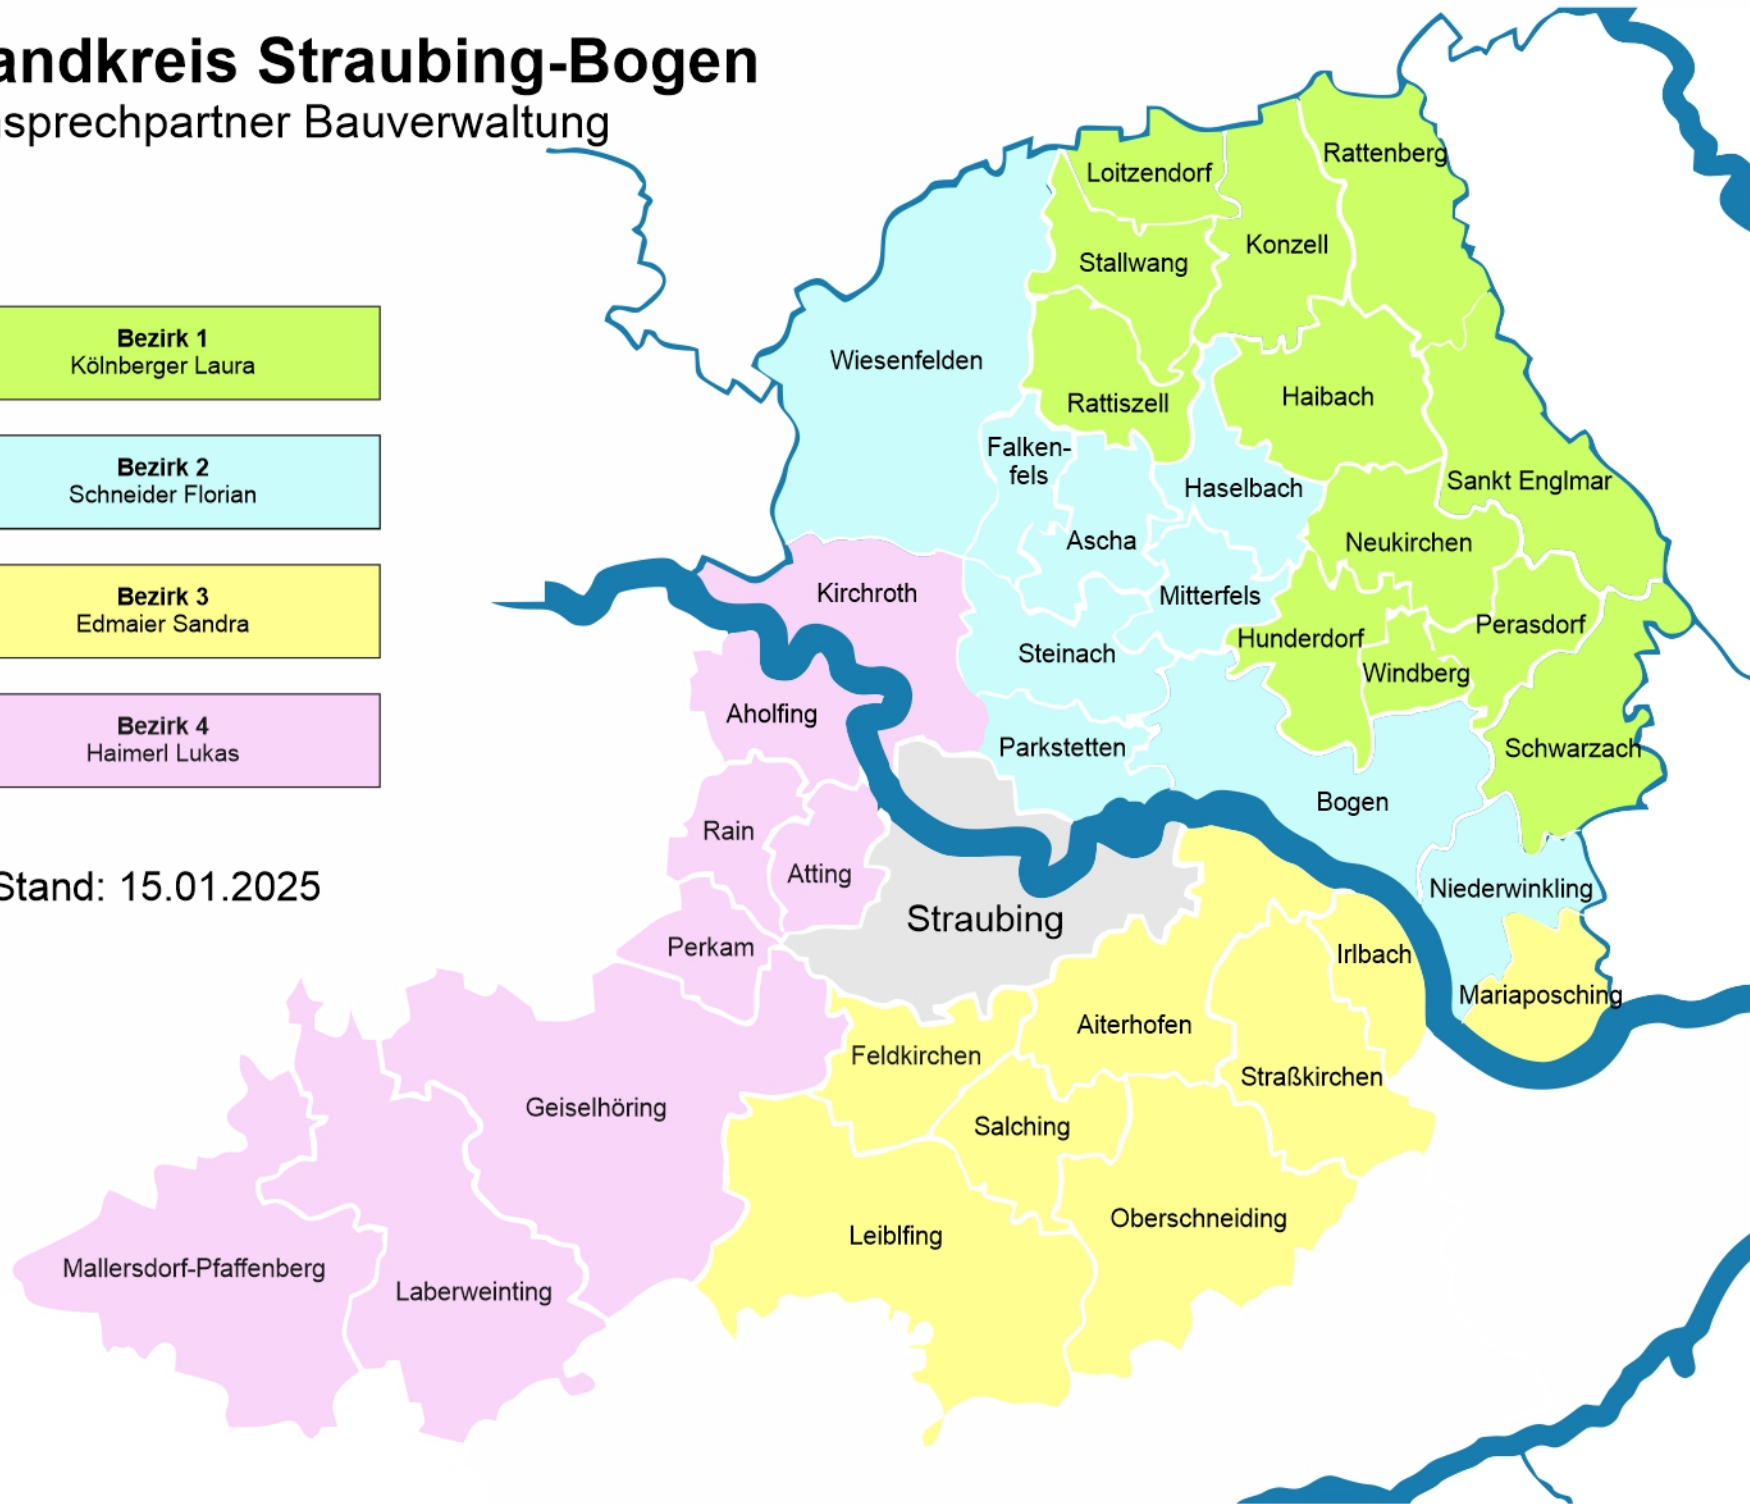 andkreis Straubing-Bogen
nsprechpartner Bauverwaltung
Bezirk 1
Kölnberger Laura
Bezirk 2
Schneider Florian
Bezirk 3
Edmaier Sandra
Bezirk 4
Haimerl Lukas
Stand: 15.01.2025
Rattenberg
Loitzendorf
Konzell
Stallwang
Wiesenfelden
Rattiszell
Haibach
Falken-
fels
Sankt Englmar
Haselbach
Ascha
Neukirchen
Kirchroth
Mitterfels
Perasdorf
Hunderdorf
Steinach
Windberg
Aholfing
Parkstetten
Schwarzach
Bogen
Rain
Atting
Niederwinkling
Straubing
Perkam
Irlbach
Mariaposching
Aiterhofen
Feldkirchen
Straßkirchen
Geiselhöring
Salching
Oberschneiding
Leiblfing
Mallersdorf-Pfaffenberg
Laberweinting